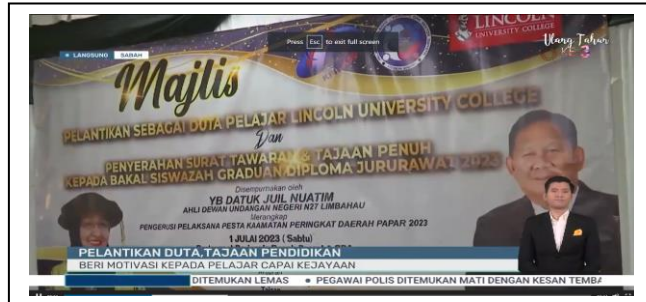 LINCOLN
UNIVERSITY COLLEGE
Press Esc to exit full screen
LANGSUNG SABAH
Ulang Tahun
KE 3
Majlis
PELANTIKAN SEBAGAI DUTA PELAJAR LINCOLN UNIVERSITY COLLEGE
Dan
PENYERAHAN SURAT TAWARAN & TAJAAN PENUH
KEPADA BAKAL SISWAZAH GRADUAN DIPLOMA JURURAWAT 2023
Disempurnakan oleh
YB DATUK JUIL NUATIM
AHLI DEWAN UNDANGAN NEGERI N27 LIMBAHAU
Merangkap
PENGERUSI PELAKSANA PESTA KAAMATAN PERINGKAT DAERAH PAPAR 2023
1 JULAI 2023 ( Sabtu)
PELANTIKAN DUTA,TAJAAN PENDIDIKAN
BERI MOTIVASI KEPADA PELAJAR CAPAI KEJAYAAN
DITEMUKAN LEMAS • PEGAWAI POLIS DITEMUKAN MATI DENGAN KESAN TEMBA